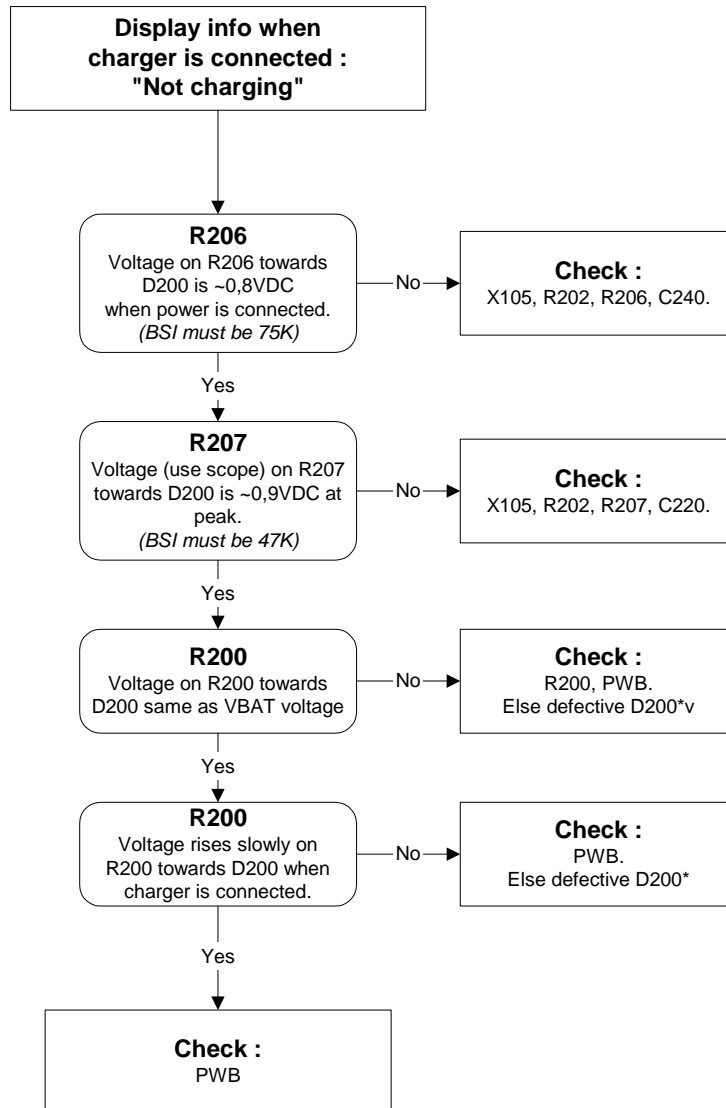 Display info when
charger is connected :
"Not charging"
R206
Voltage on R206 towards
D200 is ~0,8VDC
when power is connected.
(BSI must be 75K)
No
Check :
X105, R202, R206, C240.
Yes
R207
Voltage (use scope) on R207
towards D200 is ~0,9VDC at
peak.
(BSI must be 47K)
No
Check :
X105, R202, R207, C220.
Yes
R200
Voltage on R200 towards
D200 same as VBAT voltage
No
Check :
R200, PWB.
Else defective D200*v
Yes
R200
Voltage rises slowly on
R200 towards D200 when
charger is connected.
No
Check :
PWB.
Else defective D200*
Yes
Check :
PWB